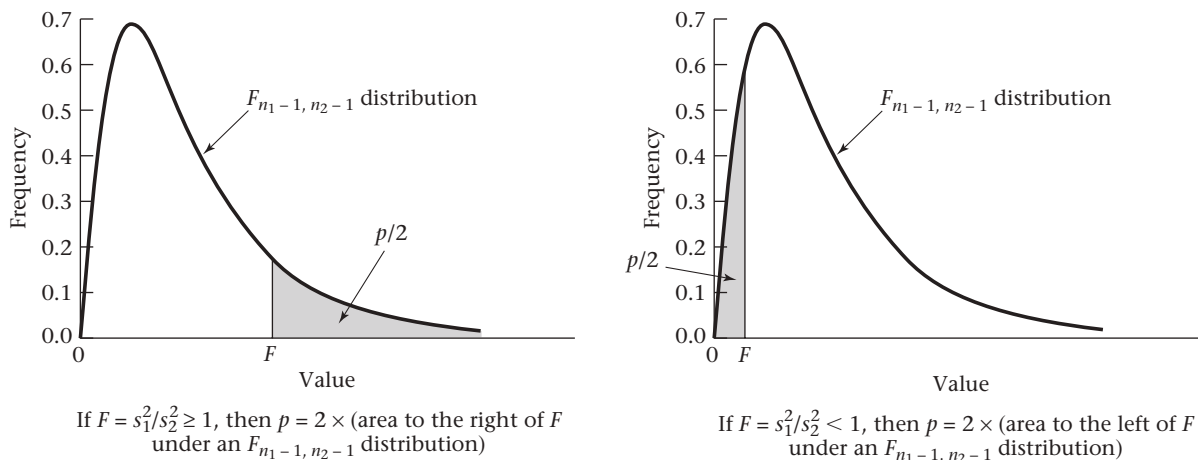 0.7
0.6
0.5
0.4
0.3
0.2
0.1
0.0
Frequency
F n₁ − 1, n₂ − 1 distribution
p/2
0
F
Value
If F = s₁²/s₂² ≥ 1, then p = 2 × (area to the right of F
under an F n₁ − 1, n₂ − 1 distribution)
0.7
0.6
0.5
0.4
0.3
0.2
0.1
0.0
Frequency
F n₁ − 1, n₂ − 1 distribution
p/2
0
F
Value
If F = s₁²/s₂² < 1, then p = 2 × (area to the left of F
under an F n₁ − 1, n₂ − 1 distribution)